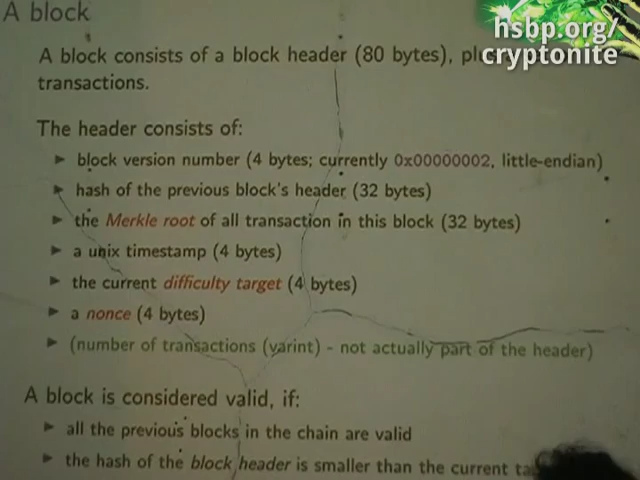 A block
hsbp.org/
cryptonite
A block consists of a block header (80 bytes),
transactions.
The header consists of:
► block version number (4 bytes; currently 0x00000002, little-endian)
► hash of the previous block's header (32 bytes)
► the Merkle root of all transaction in this block (32 bytes)
► a unix timestamp (4 bytes)
► the current difficulty target (4 bytes)
► a nonce (4 bytes)
► (number of transactions (varint) - not actually part of the header)
A block is considered valid, if:
► all the previous blocks in the chain are valid
► the hash of the block header is smaller than the current